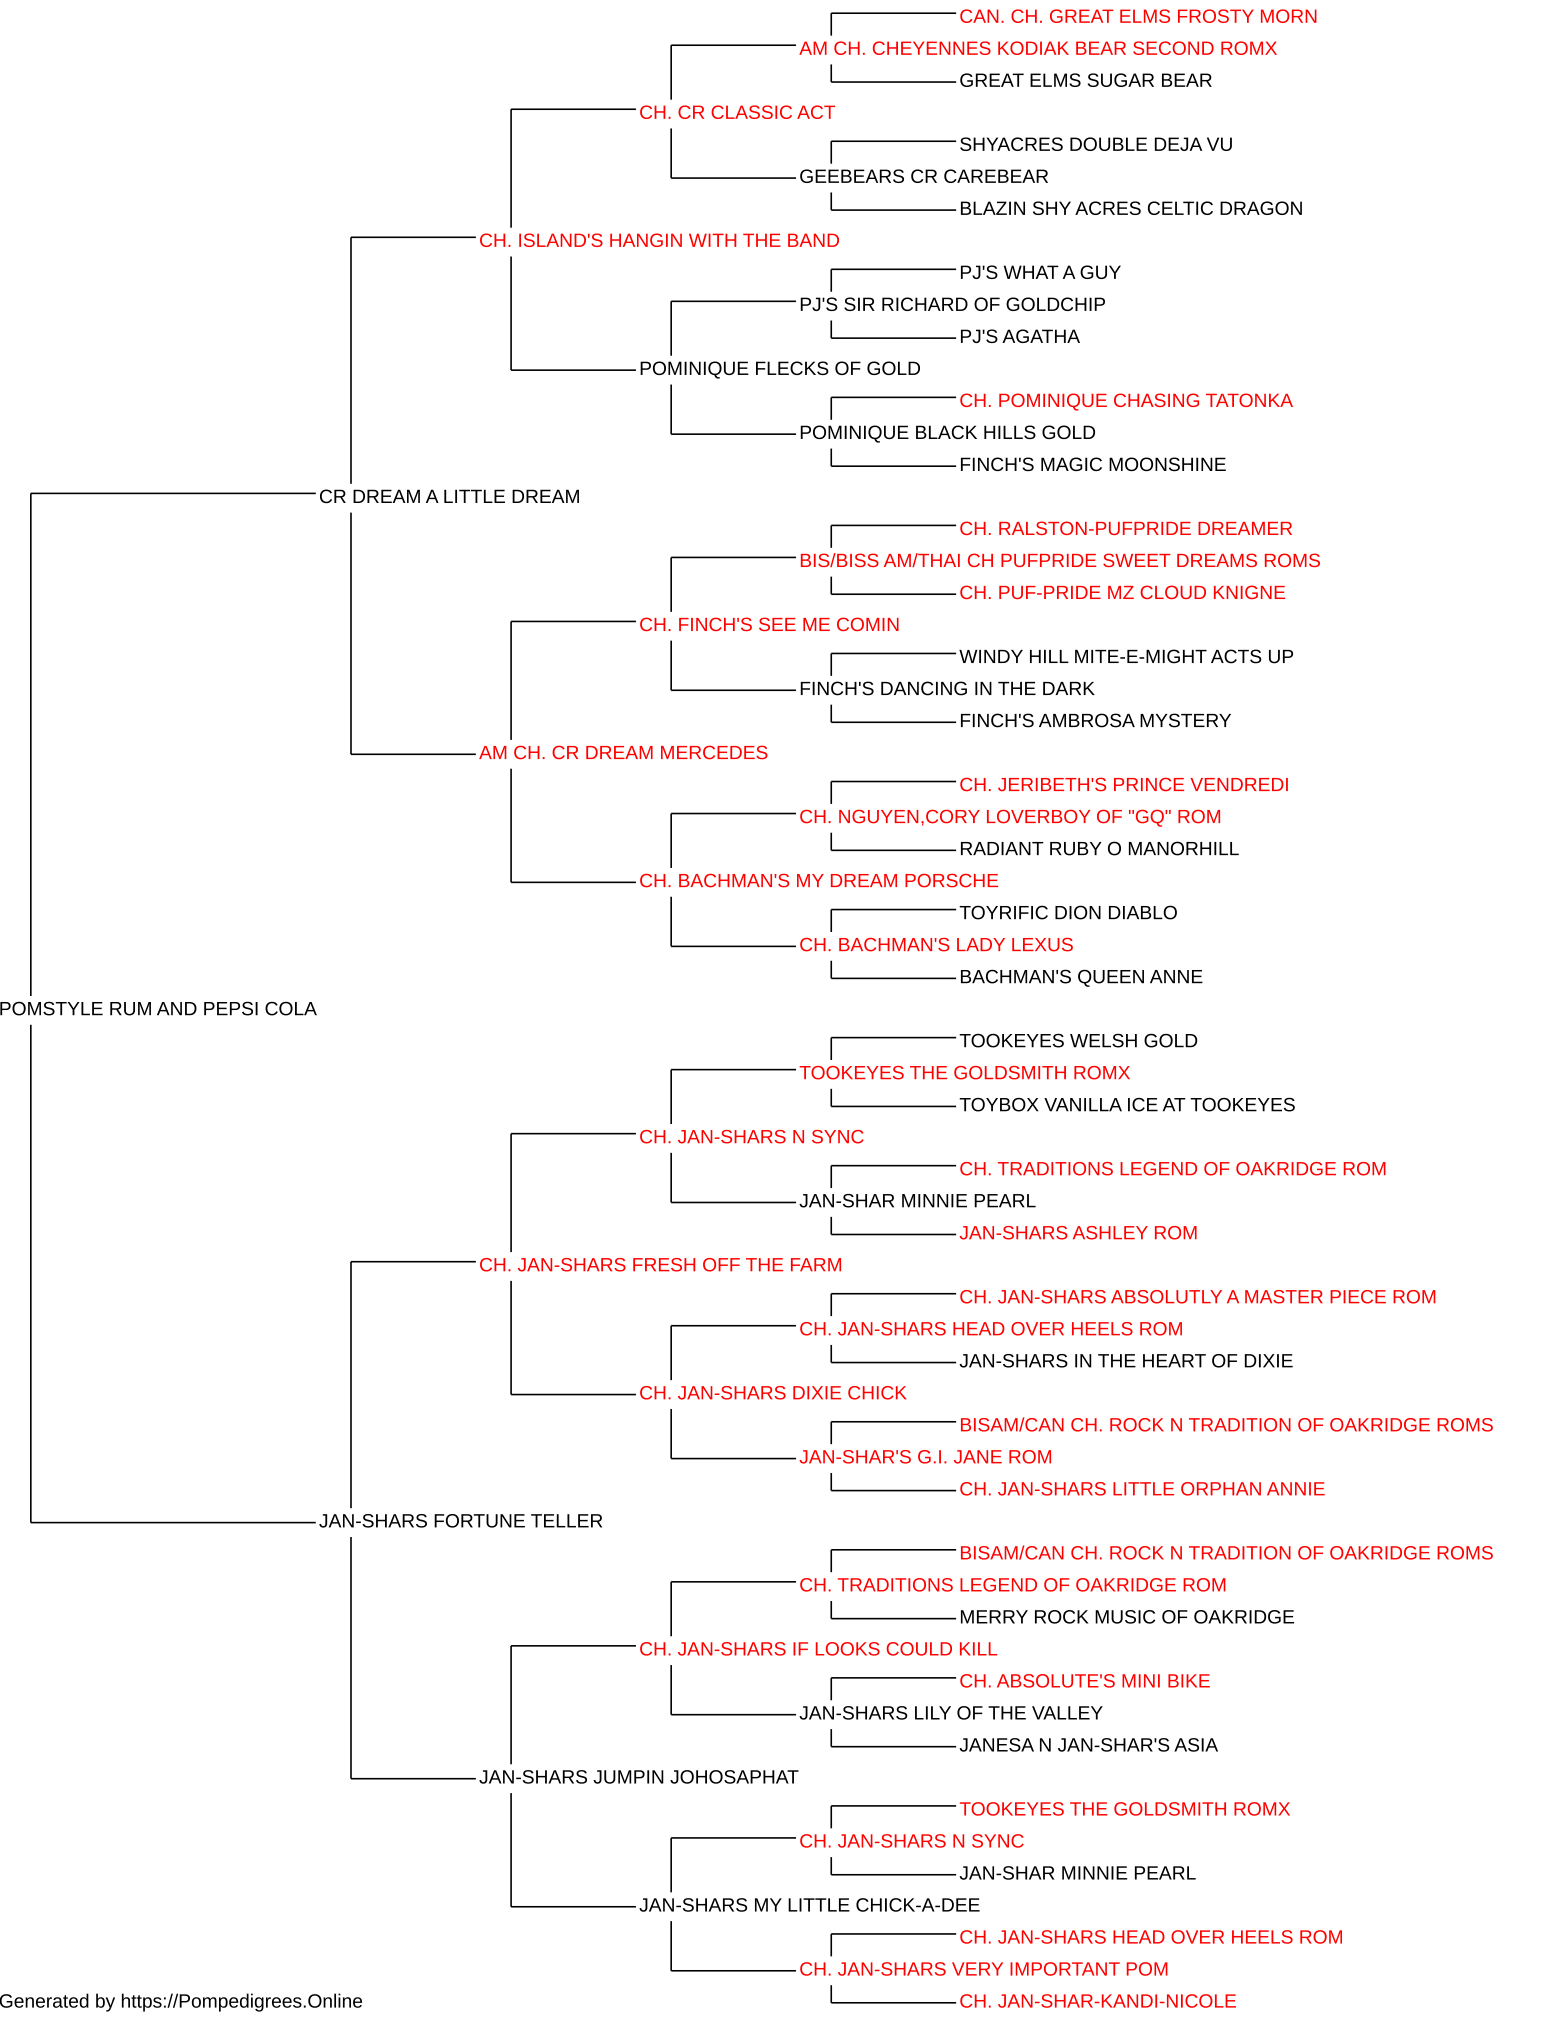 CAN. CH. GREAT ELMS FROSTY MORN
AM CH. CHEYENNES KODIAK BEAR SECOND ROMX
GREAT ELMS SUGAR BEAR
CH. CR CLASSIC ACT
SHYACRES DOUBLE DEJA VU
GEEBEARS CR CAREBEAR
BLAZIN SHY ACRES CELTIC DRAGON
CH. ISLAND'S HANGIN WITH THE BAND
PJ'S WHAT A GUY
PJ'S SIR RICHARD OF GOLDCHIP
PJ'S AGATHA
POMINIQUE FLECKS OF GOLD
CH. POMINIQUE CHASING TATONKA
POMINIQUE BLACK HILLS GOLD
FINCH'S MAGIC MOONSHINE
CR DREAM A LITTLE DREAM
CH. RALSTON-PUFPRIDE DREAMER
BIS/BISS AM/THAI CH PUFPRIDE SWEET DREAMS ROMS
CH. PUF-PRIDE MZ CLOUD KNIGNE
CH. FINCH'S SEE ME COMIN
WINDY HILL MITE-E-MIGHT ACTS UP
FINCH'S DANCING IN THE DARK
FINCH'S AMBROSA MYSTERY
AM CH. CR DREAM MERCEDES
CH. JERIBETH'S PRINCE VENDREDI
CH. NGUYEN,CORY LOVERBOY OF "GQ" ROM
RADIANT RUBY O MANORHILL
CH. BACHMAN'S MY DREAM PORSCHE
TOYRIFIC DION DIABLO
CH. BACHMAN'S LADY LEXUS
BACHMAN'S QUEEN ANNE
POMSTYLE RUM AND PEPSI COLA
TOOKEYES WELSH GOLD
TOOKEYES THE GOLDSMITH ROMX
TOYBOX VANILLA ICE AT TOOKEYES
CH. JAN-SHARS N SYNC
CH. TRADITIONS LEGEND OF OAKRIDGE ROM
JAN-SHAR MINNIE PEARL
JAN-SHARS ASHLEY ROM
CH. JAN-SHARS FRESH OFF THE FARM
CH. JAN-SHARS ABSOLUTLY A MASTER PIECE ROM
CH. JAN-SHARS HEAD OVER HEELS ROM
JAN-SHARS IN THE HEART OF DIXIE
CH. JAN-SHARS DIXIE CHICK
BISAM/CAN CH. ROCK N TRADITION OF OAKRIDGE ROMS
JAN-SHAR'S G.I. JANE ROM
CH. JAN-SHARS LITTLE ORPHAN ANNIE
JAN-SHARS FORTUNE TELLER
BISAM/CAN CH. ROCK N TRADITION OF OAKRIDGE ROMS
CH. TRADITIONS LEGEND OF OAKRIDGE ROM
MERRY ROCK MUSIC OF OAKRIDGE
CH. JAN-SHARS IF LOOKS COULD KILL
CH. ABSOLUTE'S MINI BIKE
JAN-SHARS LILY OF THE VALLEY
JANESA N JAN-SHAR'S ASIA
JAN-SHARS JUMPIN JOHOSAPHAT
TOOKEYES THE GOLDSMITH ROMX
CH. JAN-SHARS N SYNC
JAN-SHAR MINNIE PEARL
JAN-SHARS MY LITTLE CHICK-A-DEE
CH. JAN-SHARS HEAD OVER HEELS ROM
CH. JAN-SHARS VERY IMPORTANT POM
CH. JAN-SHAR-KANDI-NICOLE
Generated by https://Pompedigrees.Online